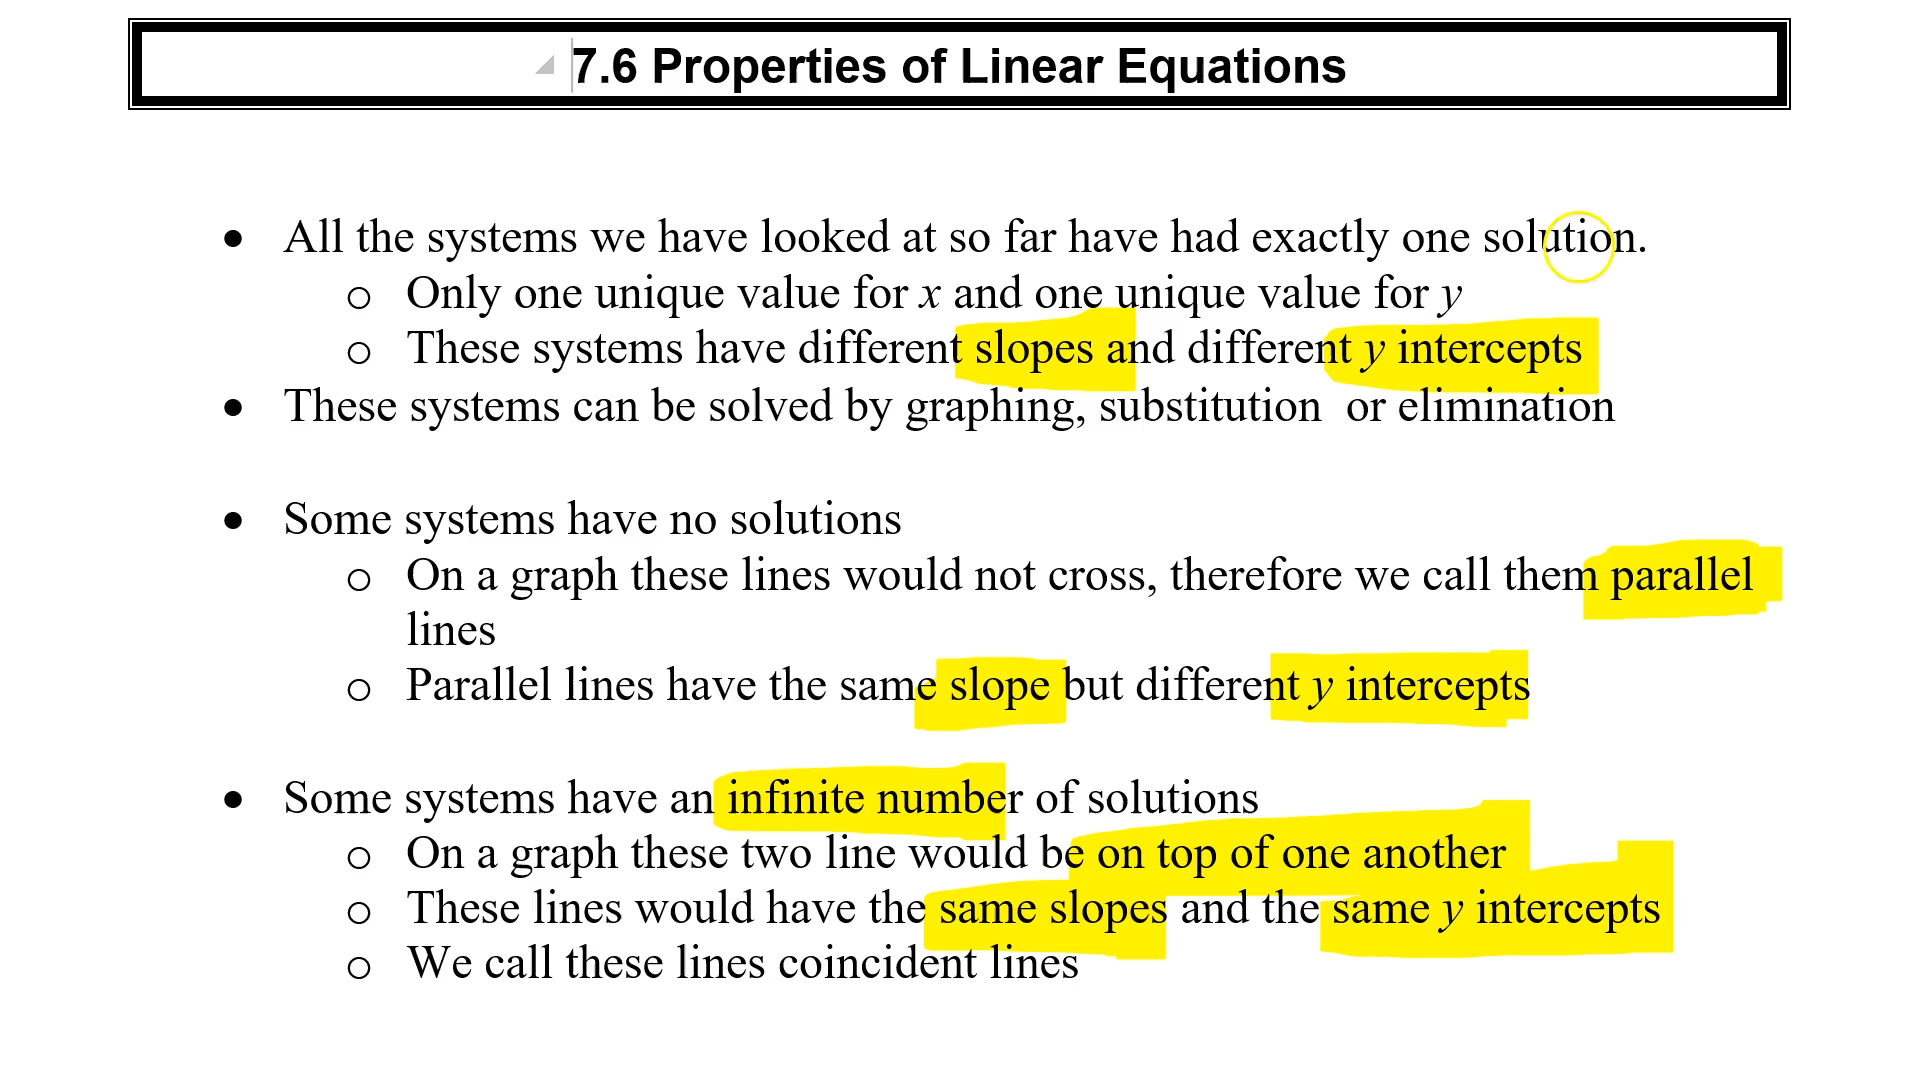 7.6 Properties of Linear Equations
• All the systems we have looked at so far have had exactly one solution.
o Only one unique value for x and one unique value for y
o These systems have different slopes and different y intercepts
• These systems can be solved by graphing, substitution or elimination
• Some systems have no solutions
o On a graph these lines would not cross, therefore we call them parallel
lines
o Parallel lines have the same slope but different y intercepts
• Some systems have an infinite number of solutions
o On a graph these two line would be on top of one another
o These lines would have the same slopes and the same y intercepts
o We call these lines coincident lines